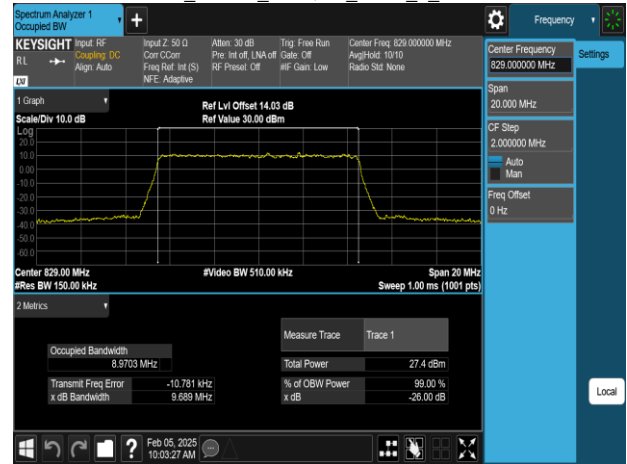 Spectrum Analyzer 1
Occupied BW
Frequency
KEYSIGHT
RL
LXI
Input: RF
Coupling: DC
Align: Auto
Input Z: 50 Ω
Corr CCorr
Freq Ref: Int (S)
NFE: Adaptive
Atten: 30 dB
Pre: Int off, LNA off
RF Presel: Off
Trig: Free Run
Gate: Off
#IF Gain: Low
Center Freq: 829.000000 MHz
Avg|Hold: 10/10
Radio Std: None
Center Frequency
829.000000 MHz
Settings
Span
20.000 MHz
CF Step
2.000000 MHz
Auto
Man
Freq Offset
0 Hz
Local
1 Graph
Scale/Div 10.0 dB
Ref Lvl Offset 14.03 dB
Ref Value 30.00 dBm
Log
20.0
10.0
0.00
-10.0
-20.0
-30.0
-40.0
-50.0
-60.0
Center 829.00 MHz
#Video BW 510.00 kHz
Span 20 MHz
#Res BW 150.00 kHz
Sweep 1.00 ms (1001 pts)
2 Metrics
Measure Trace
Trace 1
Occupied Bandwidth
8.9703 MHz
Total Power
27.4 dBm
Transmit Freq Error
-10.781 kHz
% of OBW Power
99.00 %
x dB Bandwidth
9.689 MHz
x dB
-26.00 dB
?
Feb 05, 2025
10:03:27 AM